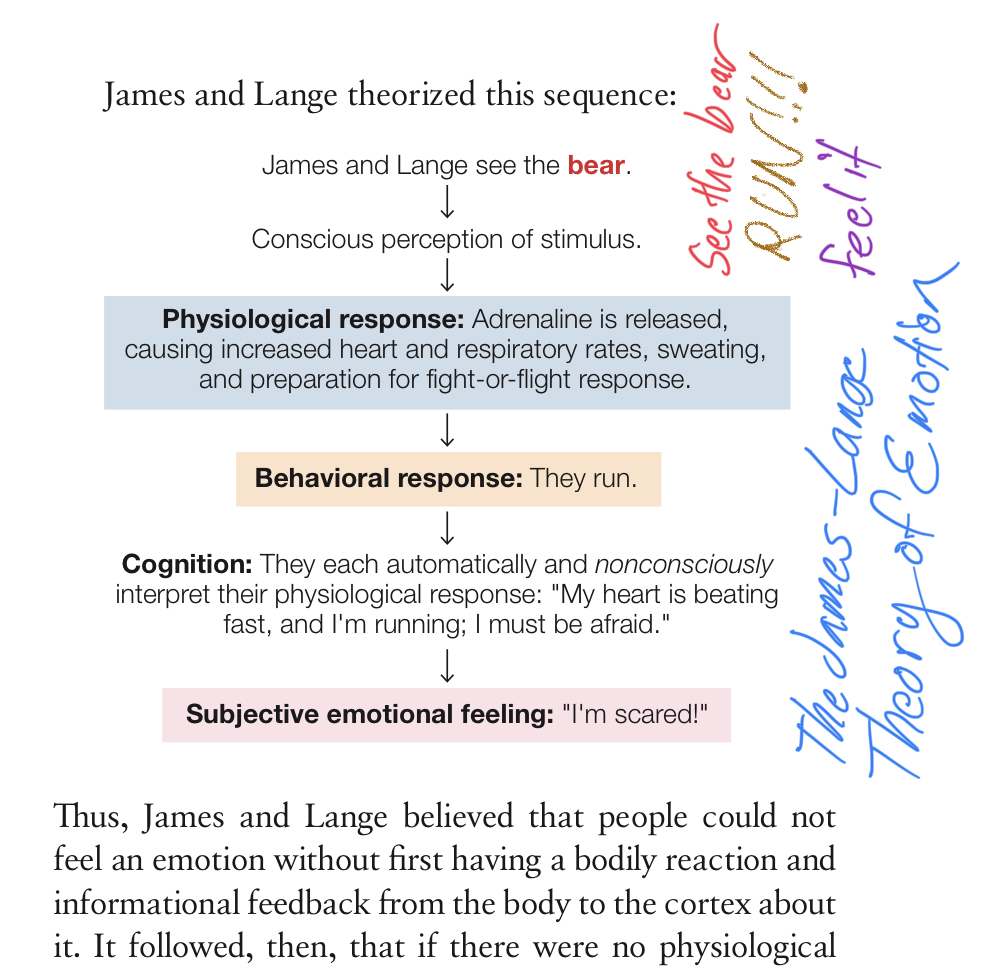 James and Lange theorized this sequence:
James and Lange see the bear.
Conscious perception of stimulus.
Physiological response: Adrenaline is released,
causing increased heart and respiratory rates, sweating,
and preparation for fight-or-flight response.
Behavioral response: They run.
Cognition: They each automatically and nonconsciously
interpret their physiological response: "My heart is beating
fast, and I'm running; I must be afraid."
Subjective emotional feeling: "I'm scared!"
See the bear
RUN!!!
feel it
The James-Lange
Theory of Emotion
Thus, James and Lange believed that people could not
feel an emotion without first having a bodily reaction and
informational feedback from the body to the cortex about
it. It followed, then, that if there were no physiological